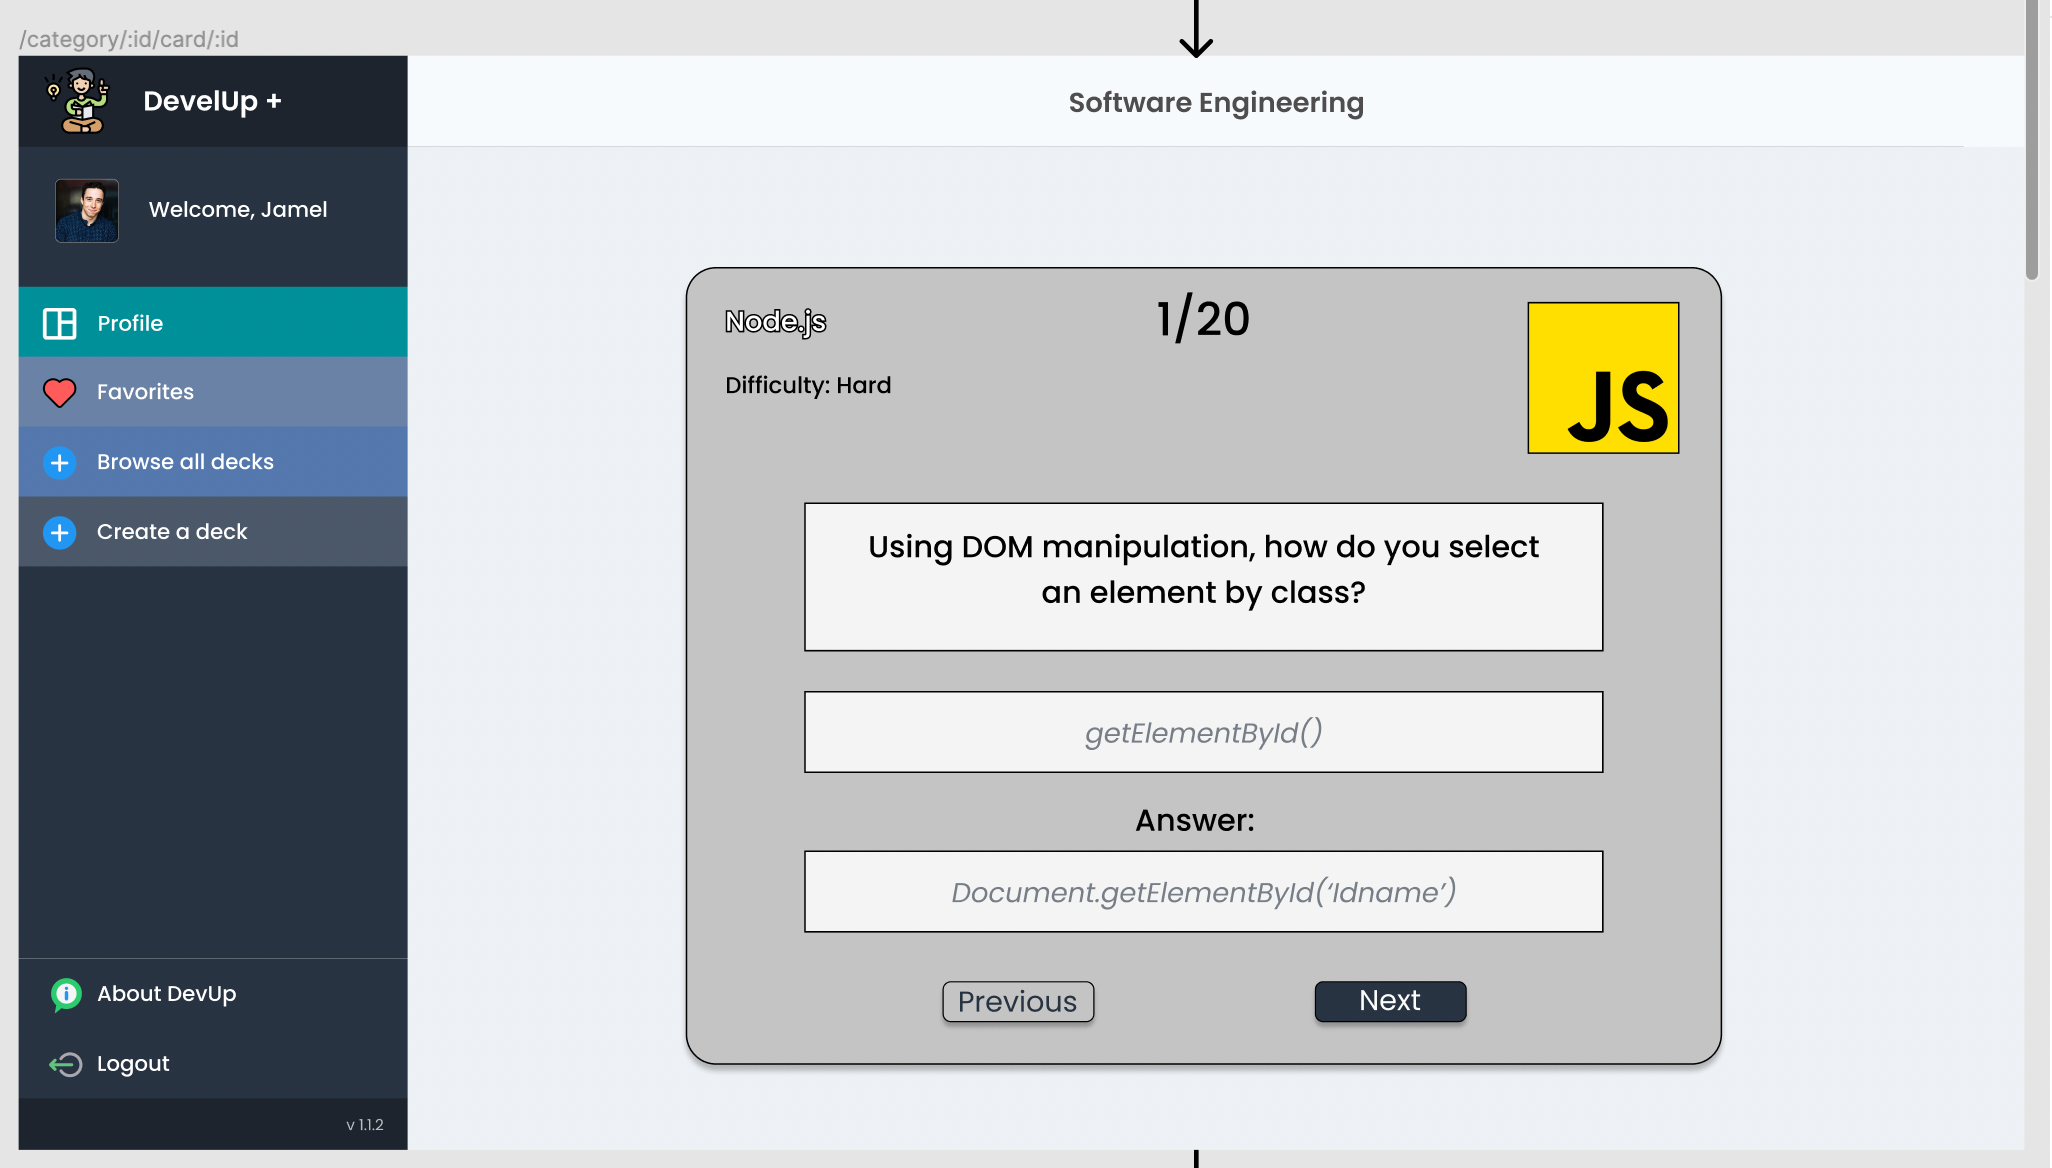 /category/:id/card/:id
DevelUp +
Software Engineering
Welcome, Jamel
Profile
Favorites
Browse all decks
Create a deck
About DevUp
Logout
v 1.1.2
Node.js
1/20
Difficulty: Hard
JS
Using DOM manipulation, how do you select
an element by class?
getElementById()
Answer:
Document.getElementById(‘Idname’)
Previous
Next